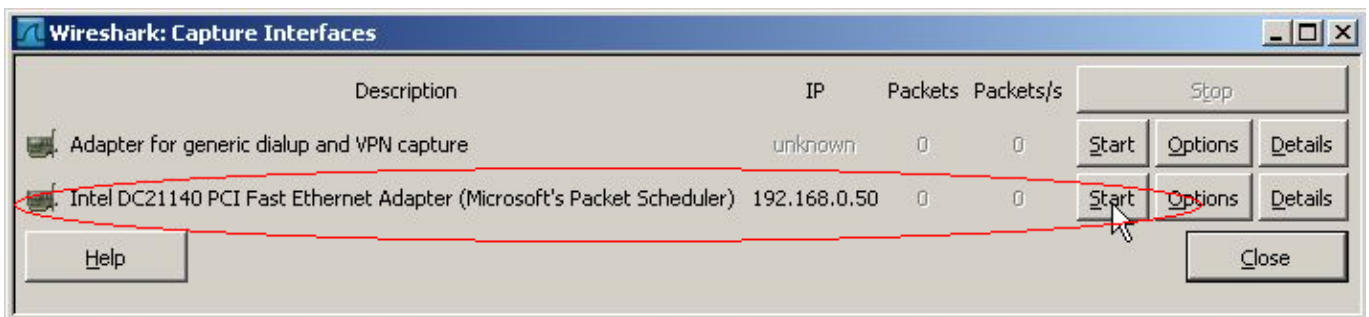 Wireshark: Capture Interfaces
Description IP Packets Packets/s Stop
Adapter for generic dialup and VPN capture unknown 0 0 Start Options Details
Intel DC21140 PCI Fast Ethernet Adapter (Microsoft's Packet Scheduler) 192.168.0.50 0 0 Start Options Details
Help Close